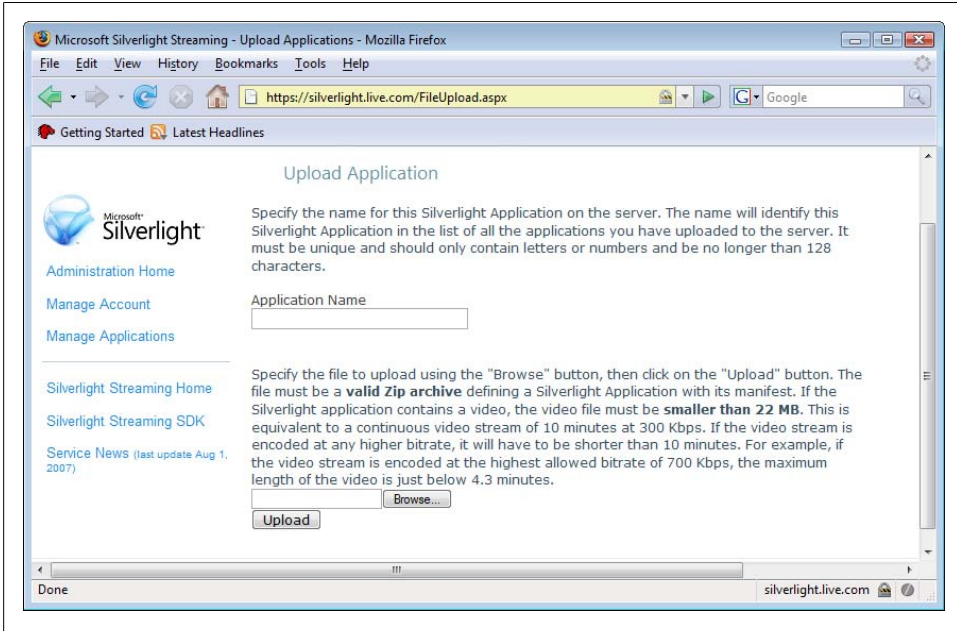 Microsoft Silverlight Streaming - Upload Applications - Mozilla Firefox
File Edit View History Bookmarks Tools Help
https://silverlight.live.com/FileUpload.aspx
G Google
Getting Started Latest Headlines
Upload Application
Microsoft®
Silverlight™
Administration Home
Manage Account
Manage Applications
Silverlight Streaming Home
Silverlight Streaming SDK
Service News (last update Aug 1,
2007)
Specify the name for this Silverlight Application on the server. The name will identify this
Silverlight Application in the list of all the applications you have uploaded to the server. It
must be unique and should only contain letters or numbers and be no longer than 128
characters.
Application Name
Specify the file to upload using the "Browse" button, then click on the "Upload" button. The
file must be a valid Zip archive defining a Silverlight Application with its manifest. If the
Silverlight application contains a video, the video file must be smaller than 22 MB. This is
equivalent to a continuous video stream of 10 minutes at 300 Kbps. If the video stream is
encoded at any higher bitrate, it will have to be shorter than 10 minutes. For example, if
the video stream is encoded at the highest allowed bitrate of 700 Kbps, the maximum
length of the video is just below 4.3 minutes.
Browse...
Upload
Done
silverlight.live.com